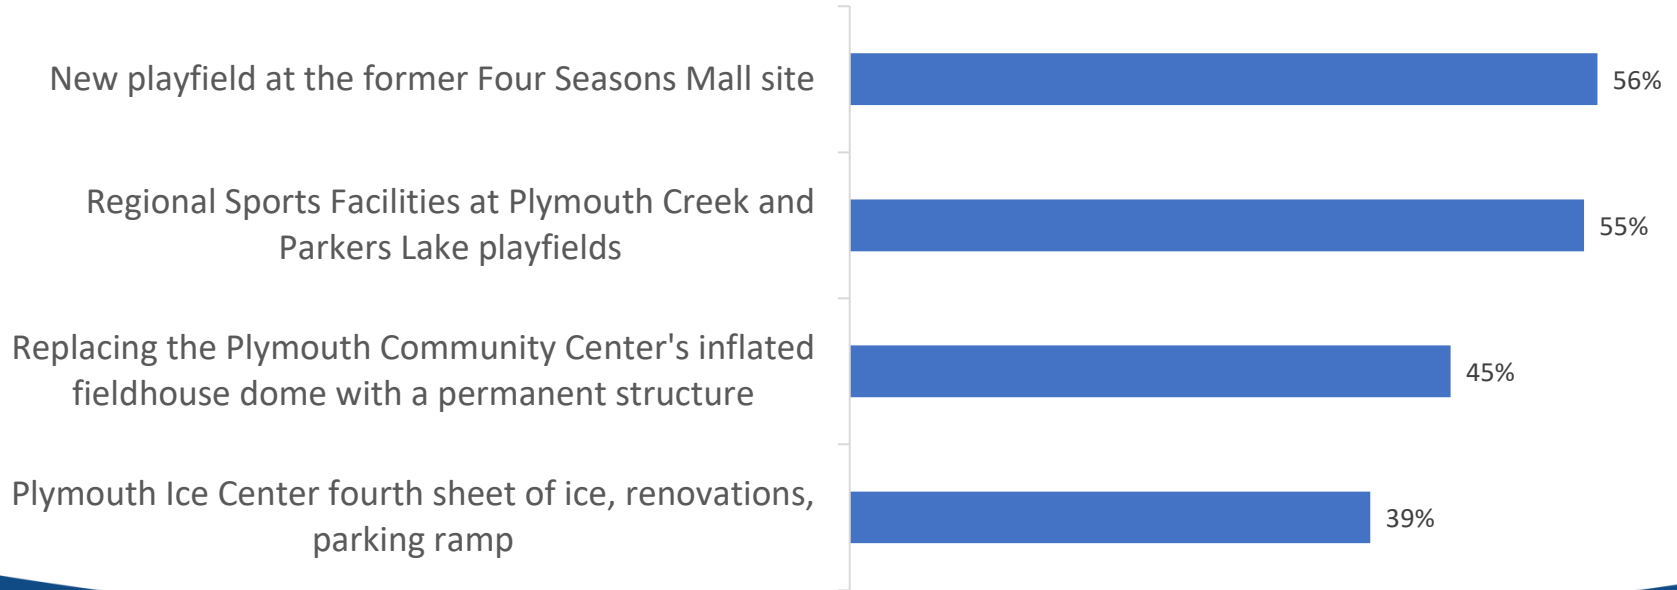 New playfield at the former Four Seasons Mall site
56%
Regional Sports Facilities at Plymouth Creek and
Parkers Lake playfields
55%
Replacing the Plymouth Community Center's inflated
fieldhouse dome with a permanent structure
45%
Plymouth Ice Center fourth sheet of ice, renovations,
parking ramp
39%